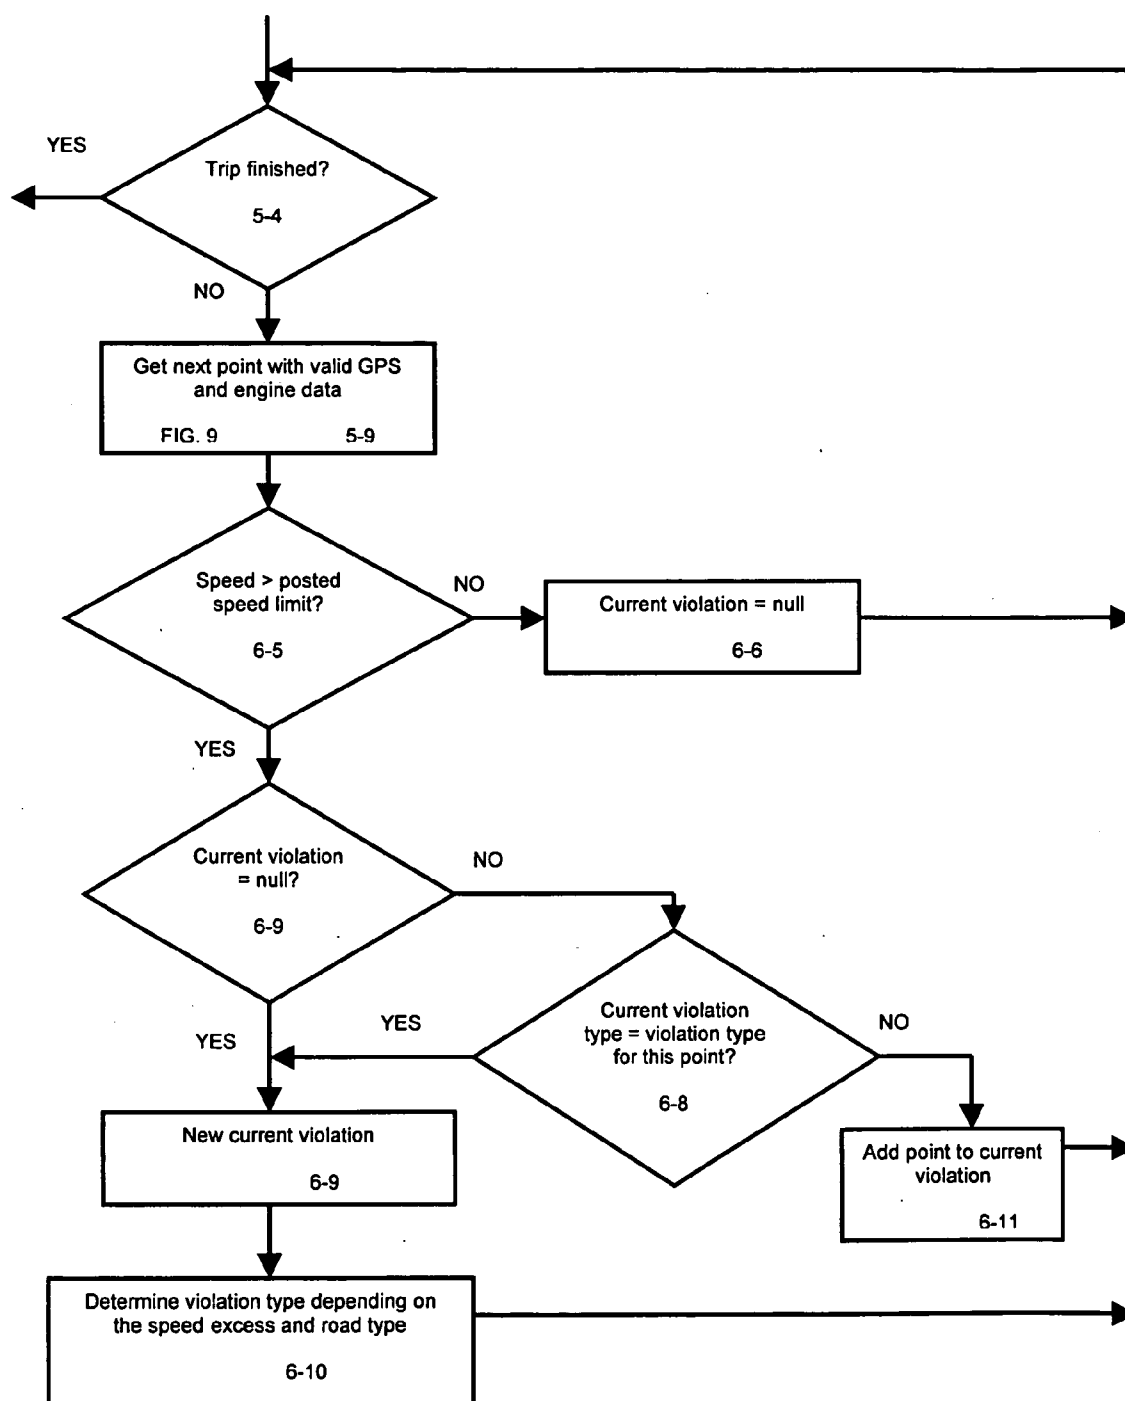 YES
Trip finished?
5-4
NO
Get next point with valid GPS
and engine data
FIG. 9 5-9
Speed > posted
speed limit?
6-5
NO
Current violation = null
6-6
YES
Current violation
= null?
6-9
NO
YES
YES
Current violation
type = violation type
for this point?
6-8
NO
New current violation
6-9
Add point to current
violation
6-11
Determine violation type depending on
the speed excess and road type
6-10